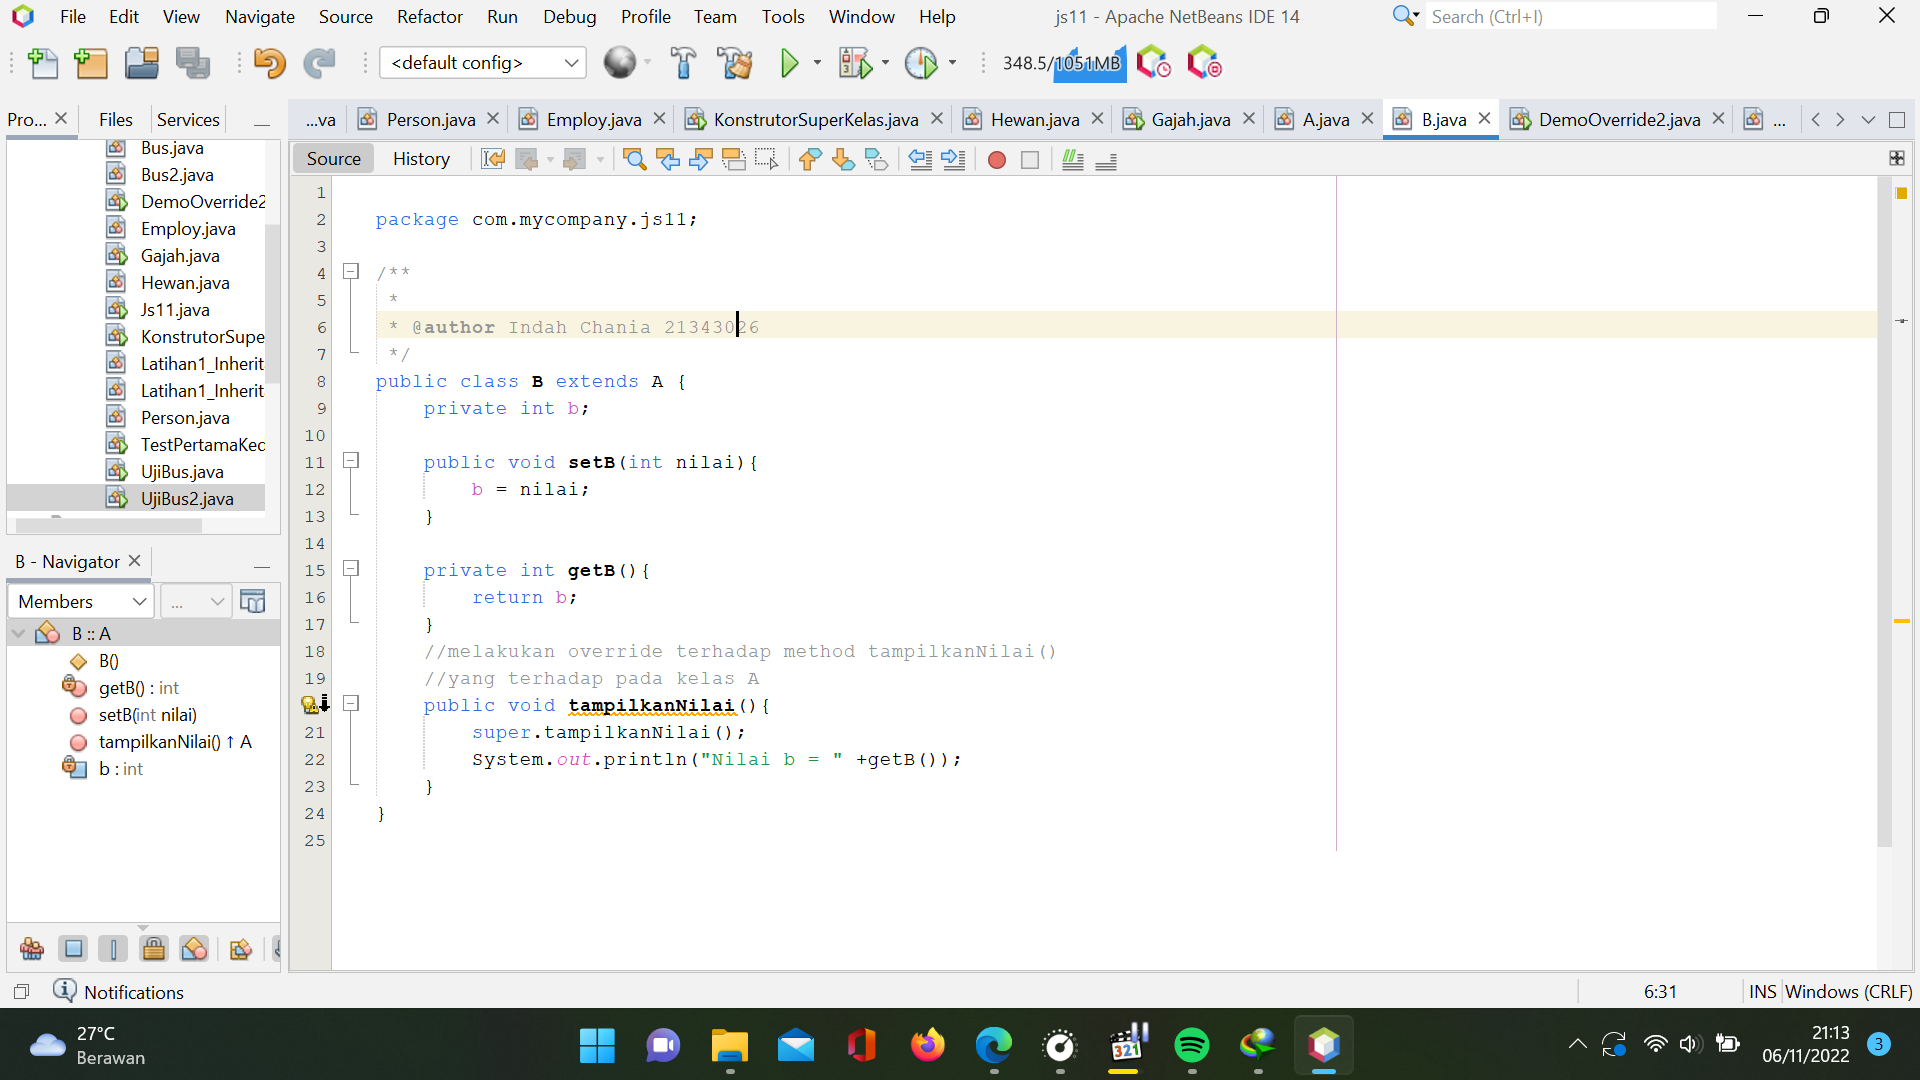 File Edit View Navigate Source Refactor Run Debug Profile Team Tools Window Help js11 - Apache NetBeans IDE 14 Search (Ctrl+I)
<default config> 348.5/1051MB
Pro... Files Services
...va Person.java Employ.java KonstrutorSuperKelas.java Hewan.java Gajah.java A.java B.java DemoOverride2.java ...
Source History
Bus.java
Bus2.java
DemoOverride2
Employ.java
Gajah.java
Hewan.java
Js11.java
KonstrutorSupe
Latihan1_Inherit
Latihan1_Inherit
Person.java
TestPertamaKed
UjiBus.java
UjiBus2.java
B - Navigator
Members ...
B :: A
B()
getB() : int
setB(int nilai)
tampilkanNilai() ↑ A
b : int
1
2 package com.mycompany.js11;
3
4 /**
5 *
6 * @author Indah Chania 21343026
7 */
8 public class B extends A {
9 private int b;
10
11 public void setB(int nilai){
12 b = nilai;
13 }
14
15 private int getB(){
16 return b;
17 }
18 //melakukan override terhadap method tampilkanNilai()
19 //yang terhadap pada kelas A
public void tampilkanNilai(){
21 super.tampilkanNilai();
22 System.out.println("Nilai b = " +getB());
23 }
24 }
25
Notifications 6:31 INS Windows (CRLF)
27°C
Berawan
321
21:13
06/11/2022
3